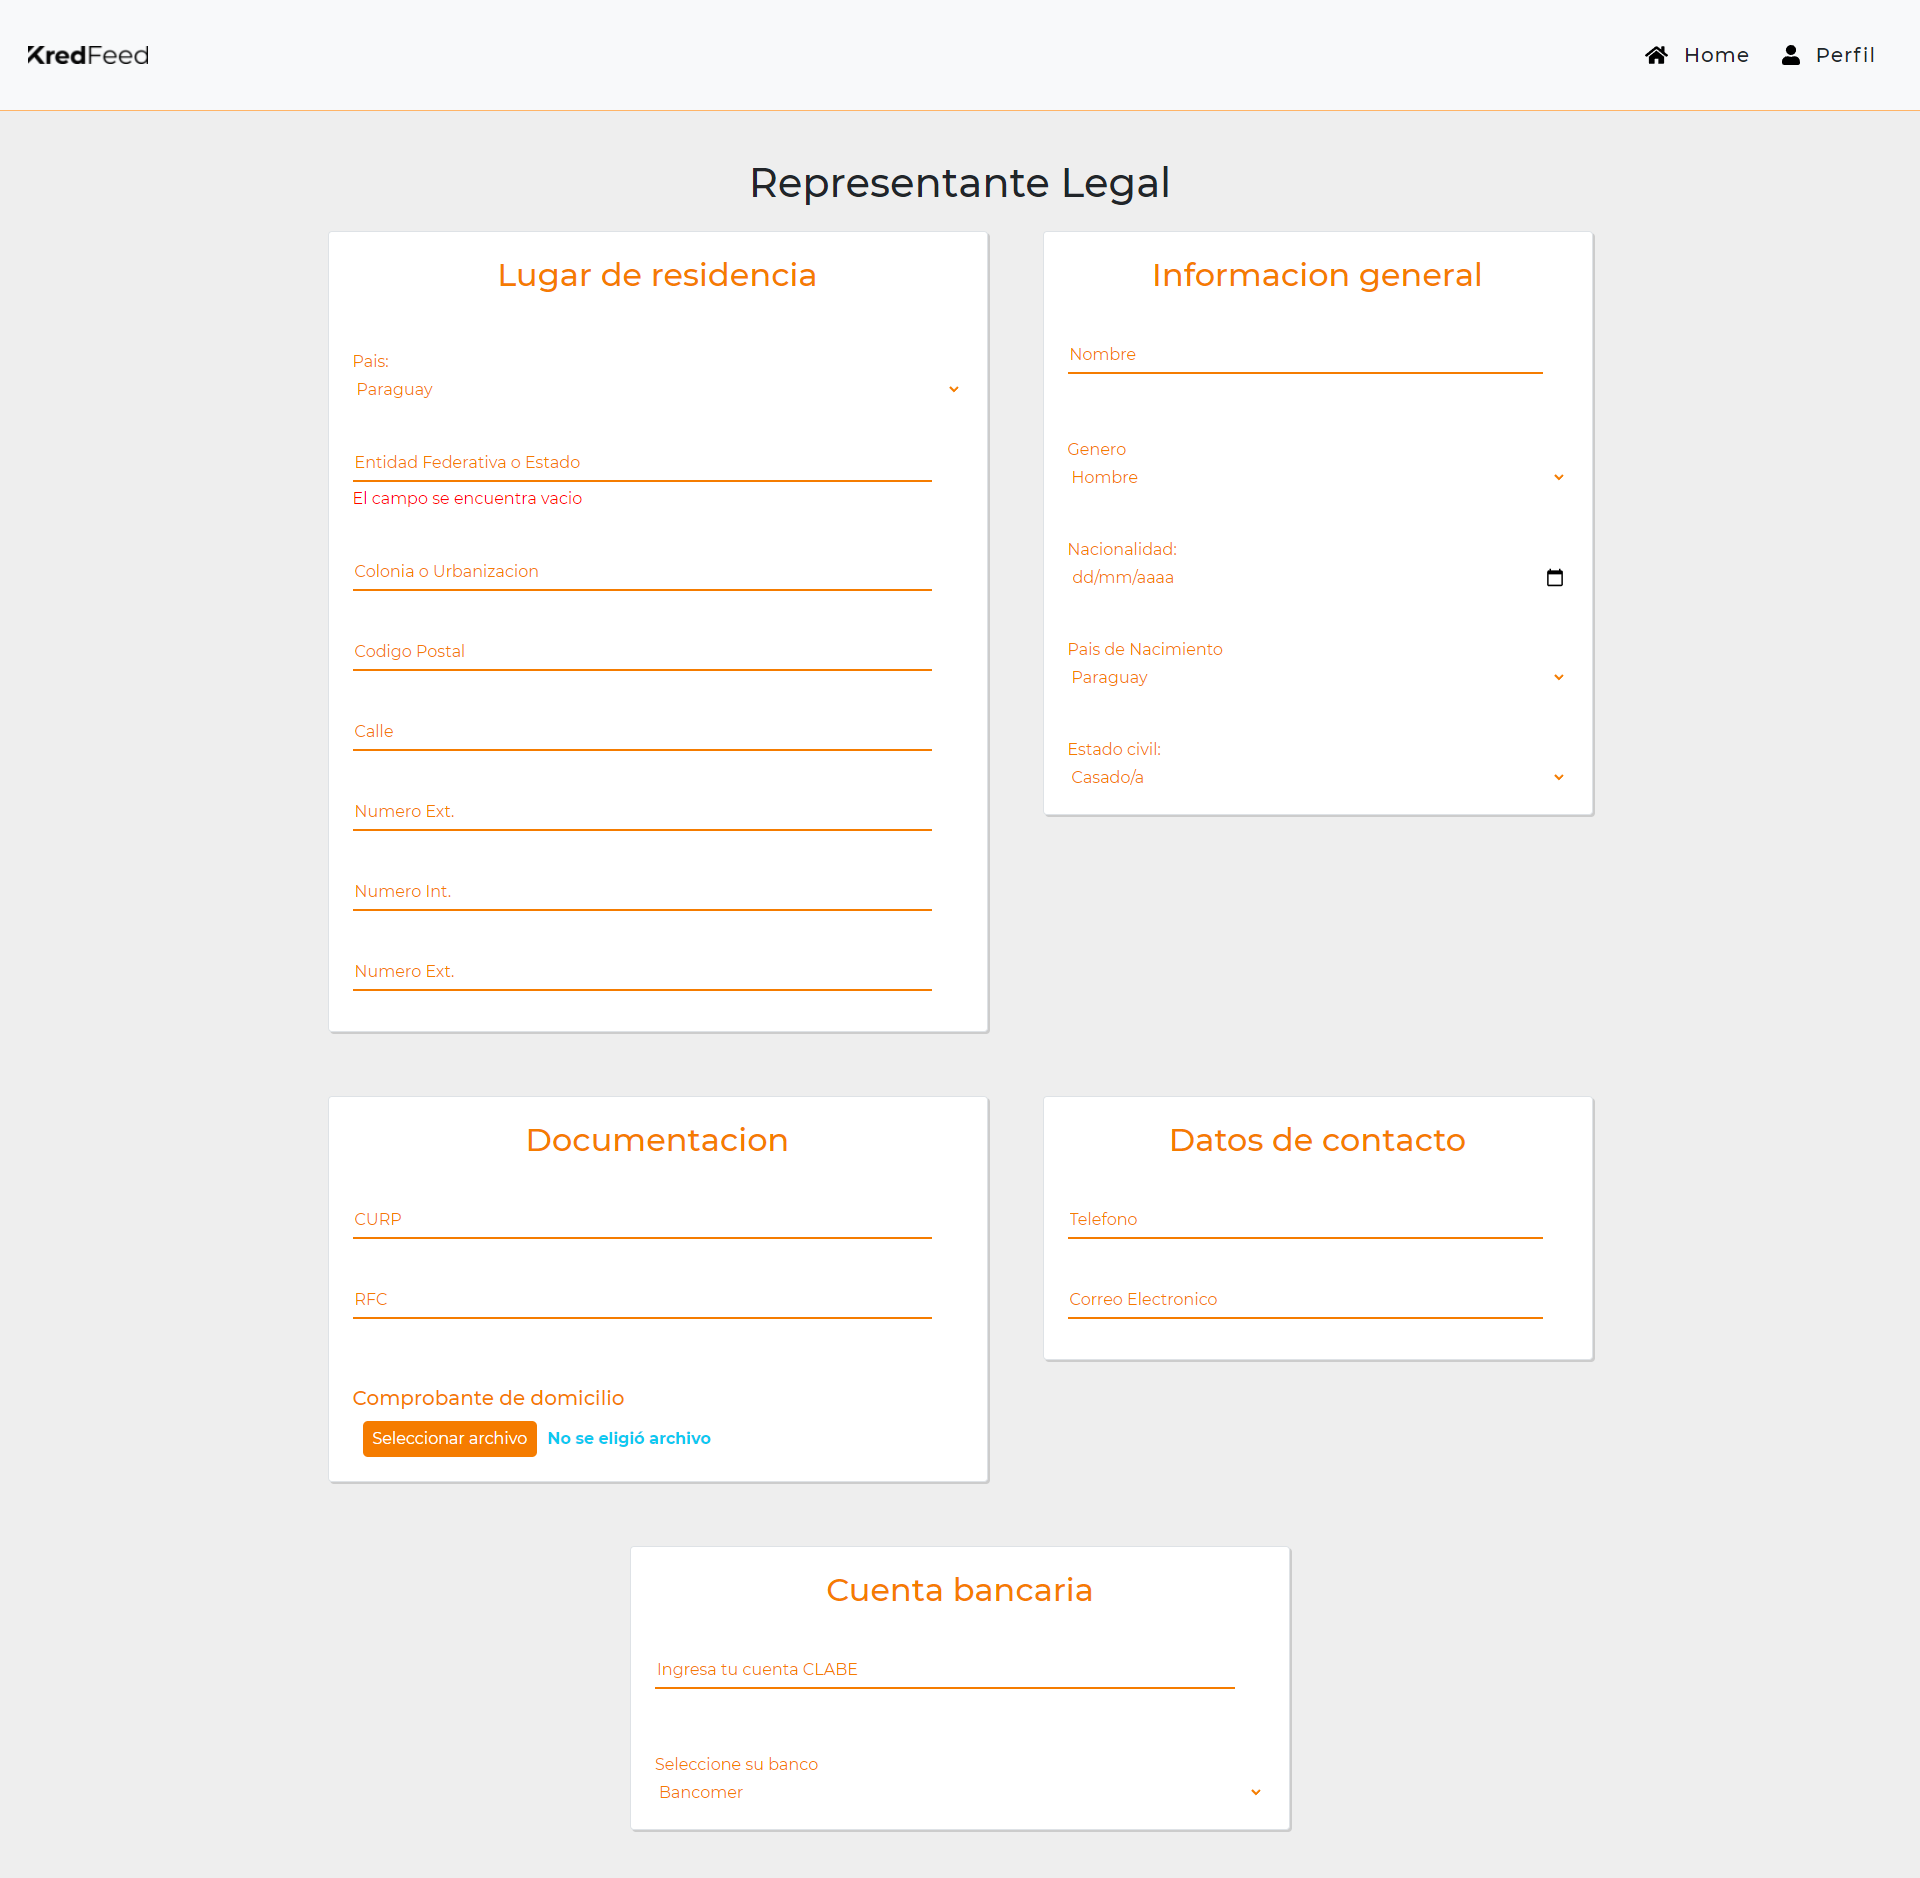 KredFeed
Home
Perfil
Representante Legal
Lugar de residencia
Pais:
Paraguay
Entidad Federativa o Estado
El campo se encuentra vacio
Colonia o Urbanizacion
Codigo Postal
Calle
Numero Ext.
Numero Int.
Numero Ext.
Informacion general
Nombre
Genero
Hombre
Nacionalidad:
dd/mm/aaaa
Pais de Nacimiento
Paraguay
Estado civil:
Casado/a
Documentacion
CURP
RFC
Comprobante de domicilio
Seleccionar archivo No se eligió archivo
Datos de contacto
Telefono
Correo Electronico
Cuenta bancaria
Ingresa tu cuenta CLABE
Seleccione su banco
Bancomer